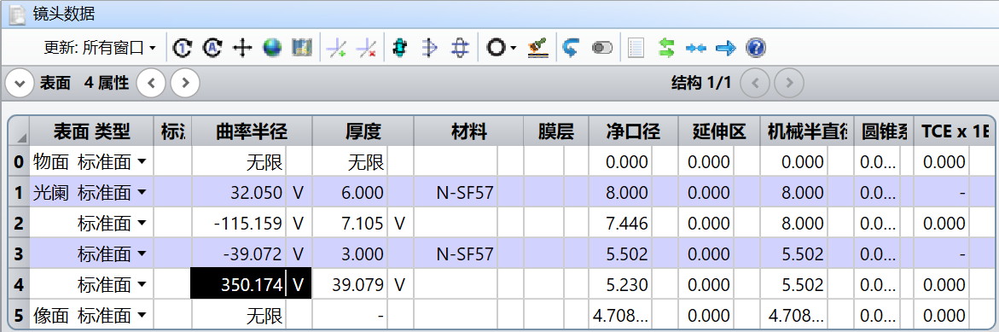 镜头数据
更新: 所有窗口
表面 4 属性 结构 1/1
表面 类型 标注 曲率半径 厚度 材料 膜层 净口径 延伸区 机械半直径 圆锥系 TCE x 1E
0 物面 标准面 无限 无限 0.000 0.000 0.000 0.0... 0.000
1 光阑 标准面 32.050 V 6.000 N-SF57 8.000 0.000 8.000 0.0... -
2 标准面 -115.159 V 7.105 V 7.446 0.000 8.000 0.0... 0.000
3 标准面 -39.072 V 3.000 N-SF57 5.502 0.000 5.502 0.0... -
4 标准面 350.174 V 39.079 V 5.230 0.000 5.502 0.0... 0.000
5 像面 标准面 无限 - 4.708... 0.000 4.708... 0.0... 0.000